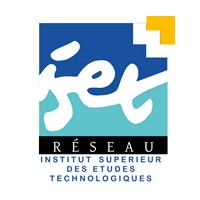 iset
RÉSEAU
INSTITUT SUPERIEUR
DES ETUDES
TECHNOLOGIQUES